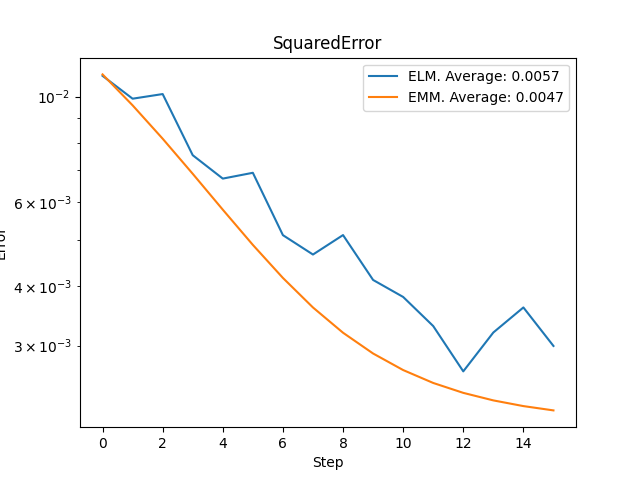 SquaredError
ELM. Average: 0.0057
EMM. Average: 0.0047
Error
10⁻²
6 × 10⁻³
4 × 10⁻³
3 × 10⁻³
0 2 4 6 8 10 12 14
Step